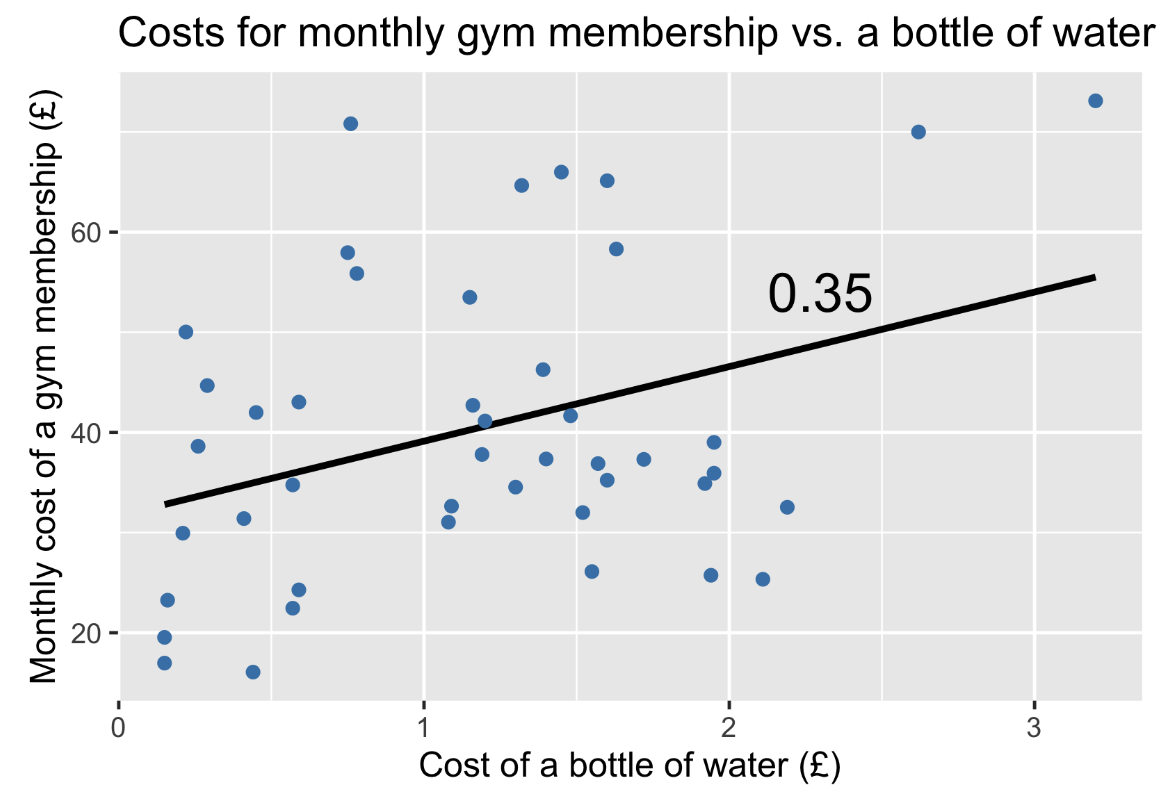 Costs for monthly gym membership vs. a bottle of water
Monthly cost of a gym membership (£)
60
40
20
0.35
0
1
2
3
Cost of a bottle of water (£)